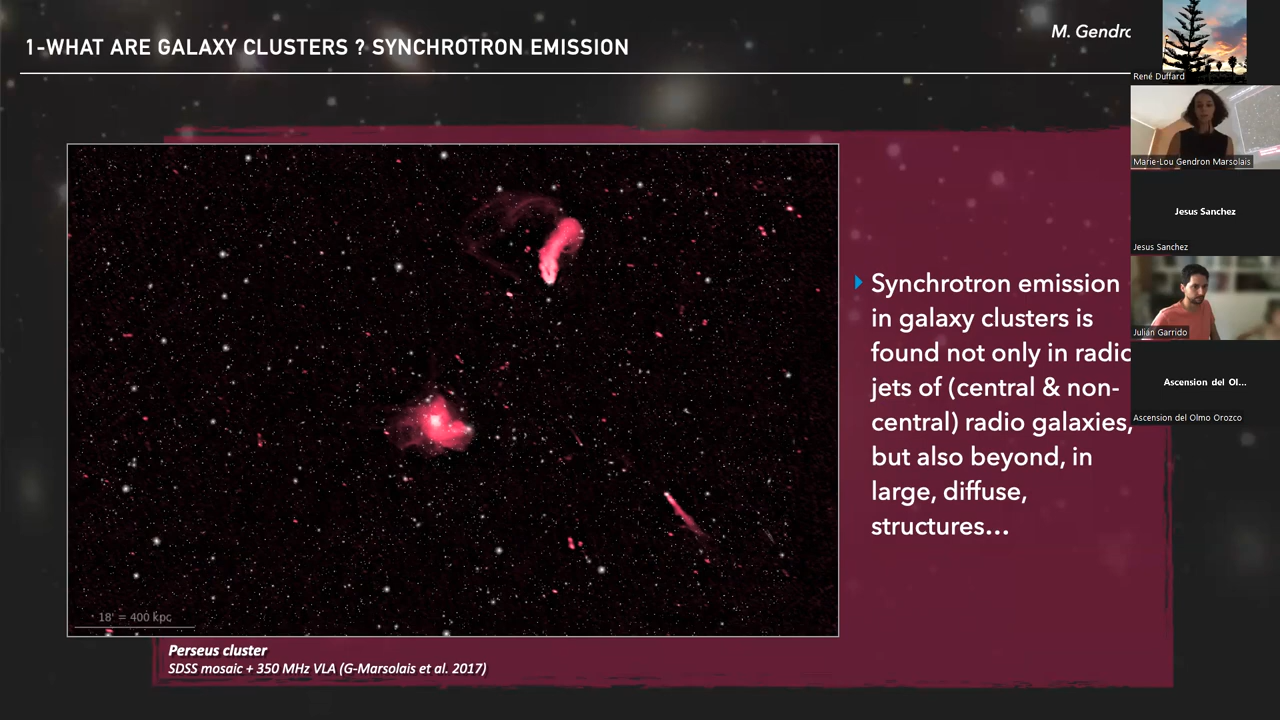 1-WHAT ARE GALAXY CLUSTERS ? SYNCHROTRON EMISSION
M. Gendro
René Duffard
Marie-Lou Gendron Marsolais
Jesus Sanchez
Jesus Sanchez
Julián Garrido
Ascension del Ol...
Ascension del Olmo Orozco
Synchrotron emission
in galaxy clusters is
found not only in radio
jets of (central & non-
central) radio galaxies,
but also beyond, in
large, diffuse,
structures...
18' = 400 kpc
Perseus cluster
SDSS mosaic + 350 MHz VLA (G-Marsolais et al. 2017)